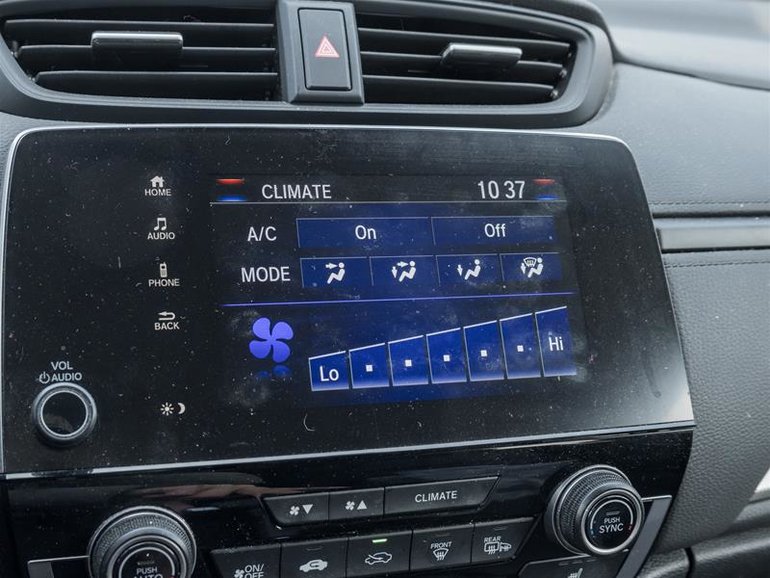 HOME
CLIMATE 10 37
AUDIO
A/C On Off
PHONE
MODE
BACK
Lo Hi
VOL
AUDIO
CLIMATE
PUSH
SYNC
ON/OFF
FRONT
REAR
PUSH
AUTO